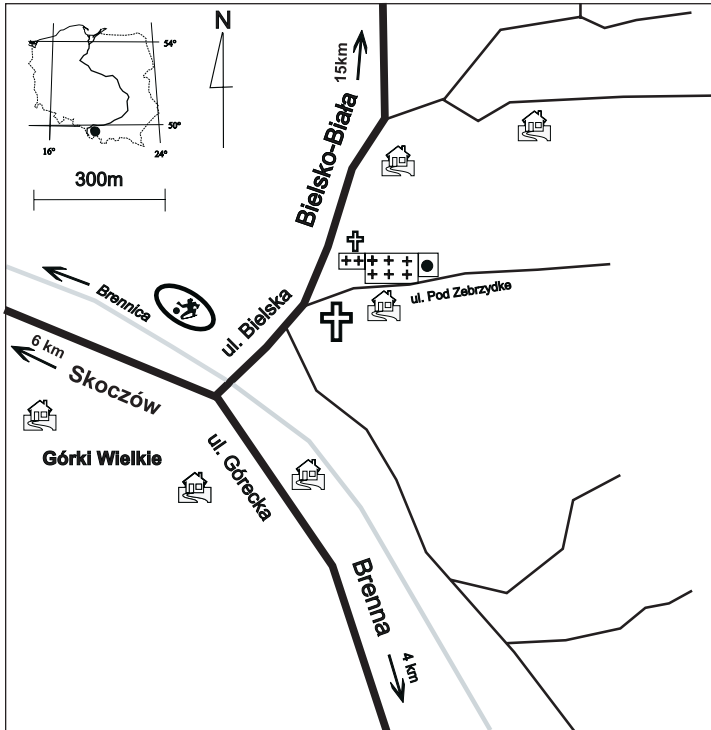 N
54°
50°
16°
24°
300m
15km
Bielsko-Biała
Brennica
ul. Bielska
ul. Pod Zebrzydke
6 km
Skoczów
Górki Wielkie
ul. Górecka
Brenna
4 km